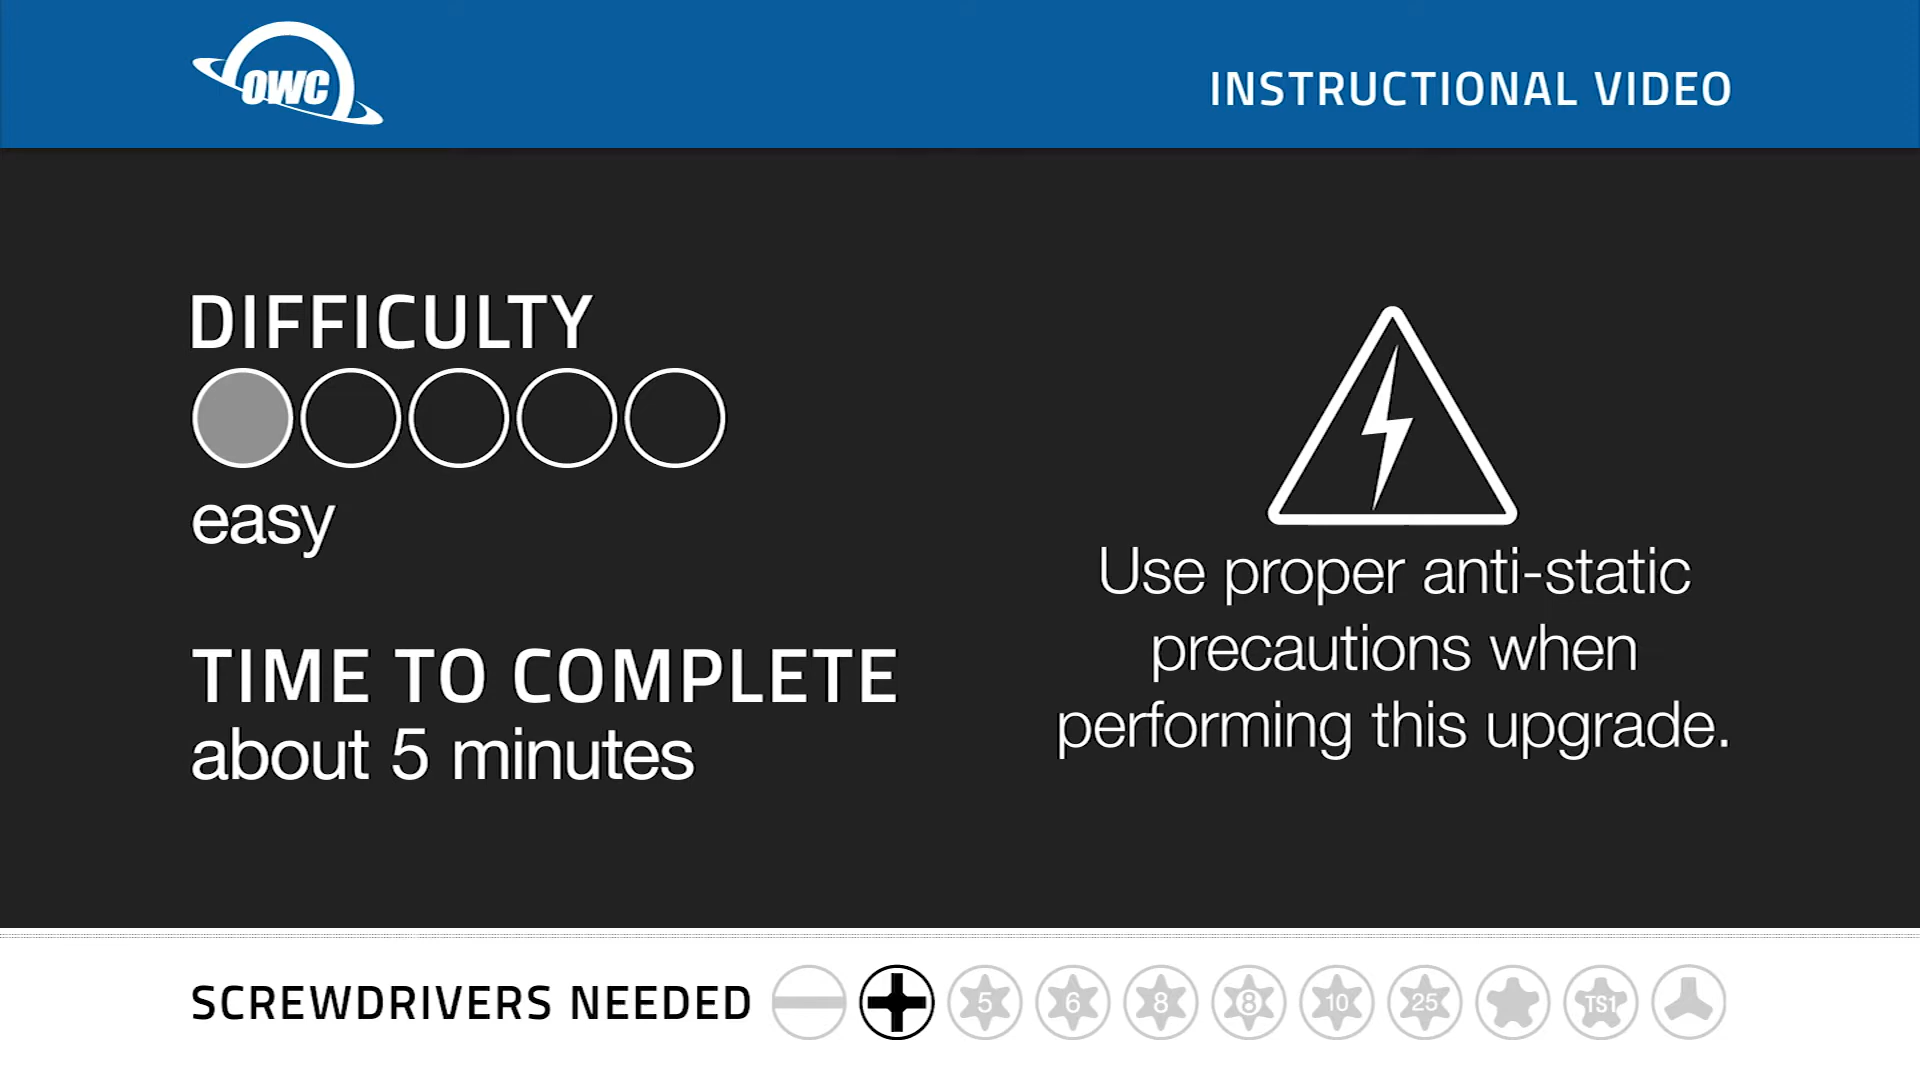 OWC
INSTRUCTIONAL VIDEO
DIFFICULTY
easy
TIME TO COMPLETE
about 5 minutes
Use proper anti-static
precautions when
performing this upgrade.
SCREWDRIVERS NEEDED 5 6 8 8 10 25 TS1